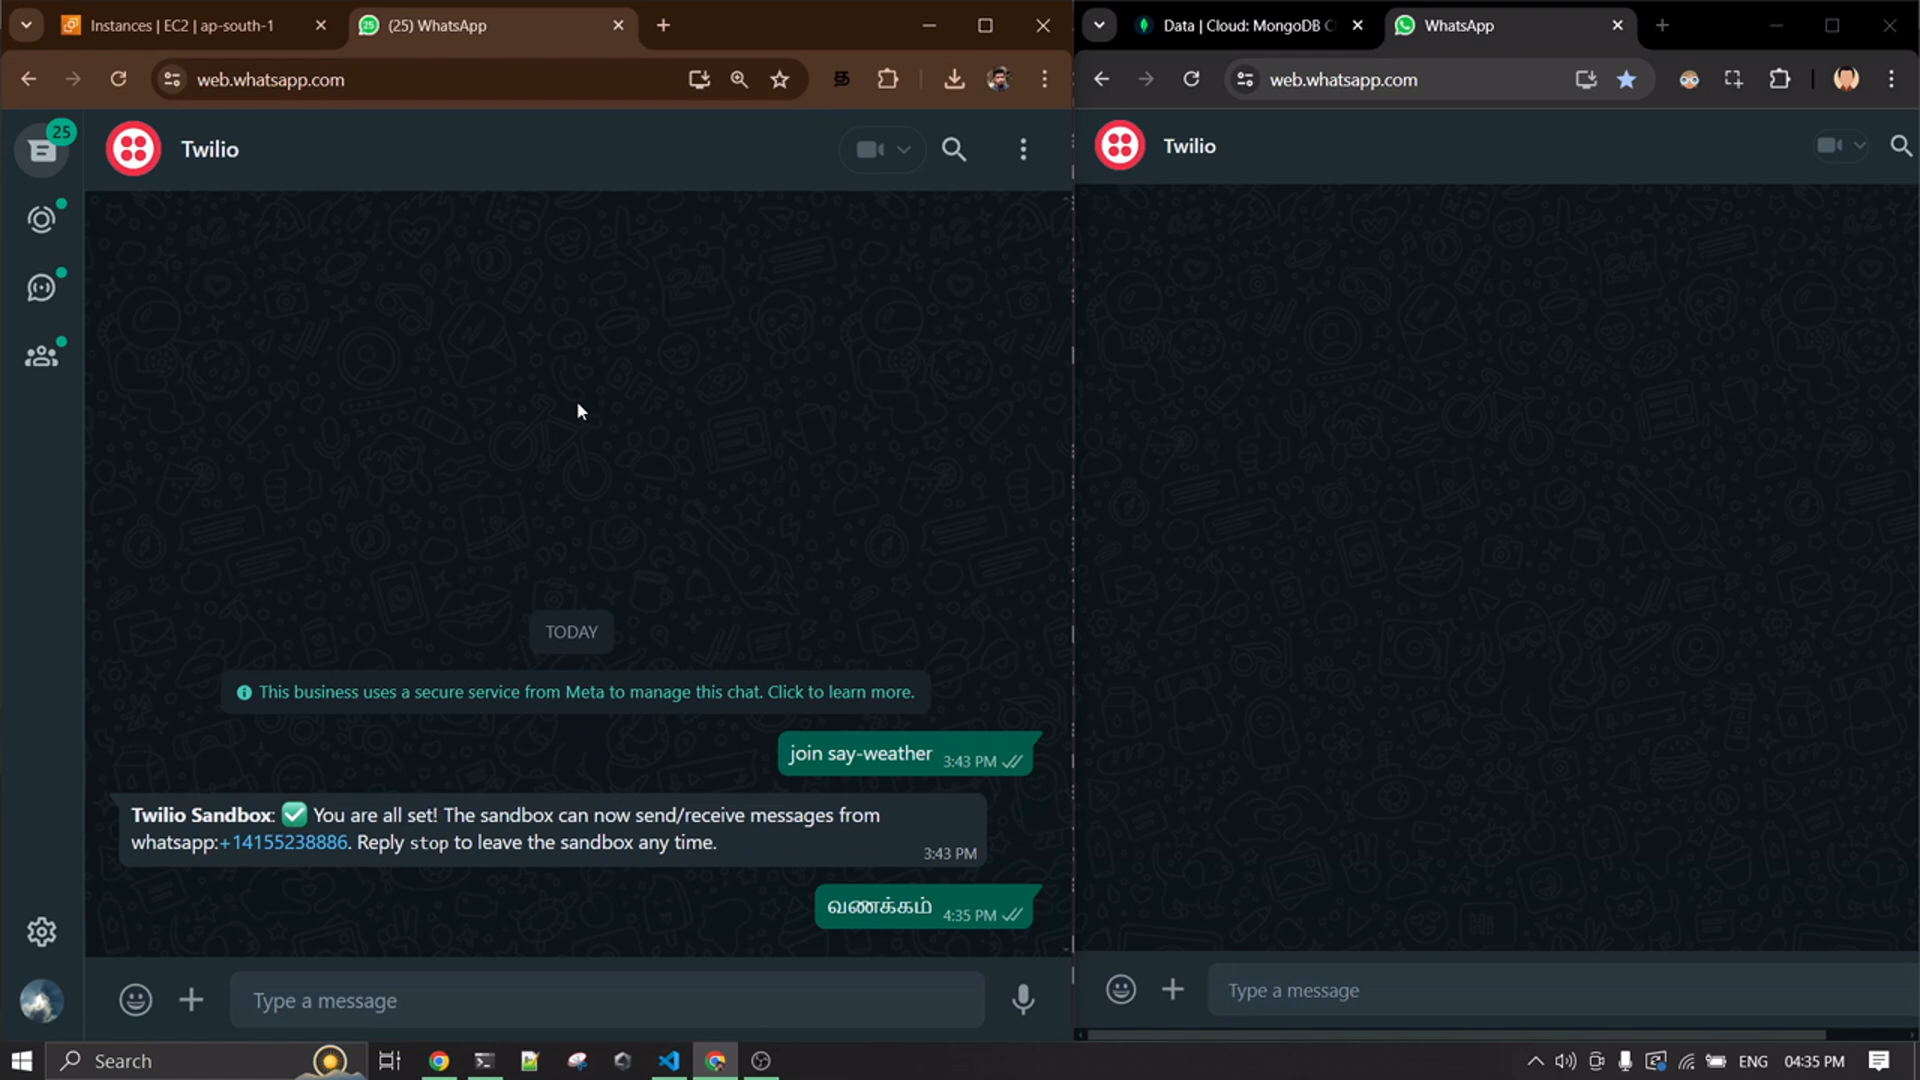 Instances | EC2 | ap-south-1
(25) WhatsApp
Data | Cloud: MongoDB C
WhatsApp
web.whatsapp.com
web.whatsapp.com
25
Twilio
Twilio
TODAY
This business uses a secure service from Meta to manage this chat. Click to learn more.
join say-weather 3:43 PM
Twilio Sandbox: ✅ You are all set! The sandbox can now send/receive messages from
whatsapp:+14155238886. Reply stop to leave the sandbox any time.
3:43 PM
வணக்கம் 4:35 PM
Type a message
Type a message
Search
ENG
04:35 PM